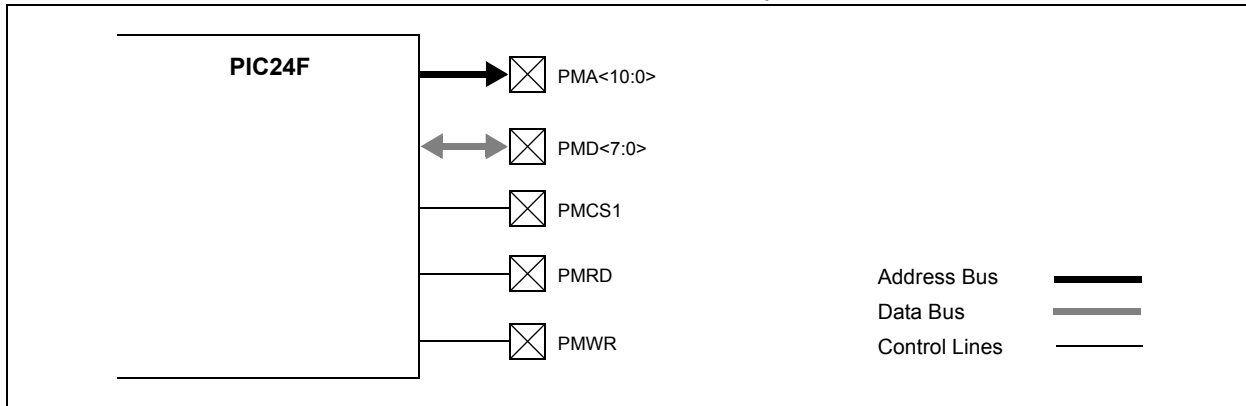 PIC24F
PMA<10:0>
PMD<7:0>
PMCS1
PMRD
PMWR
Address Bus
Data Bus
Control Lines